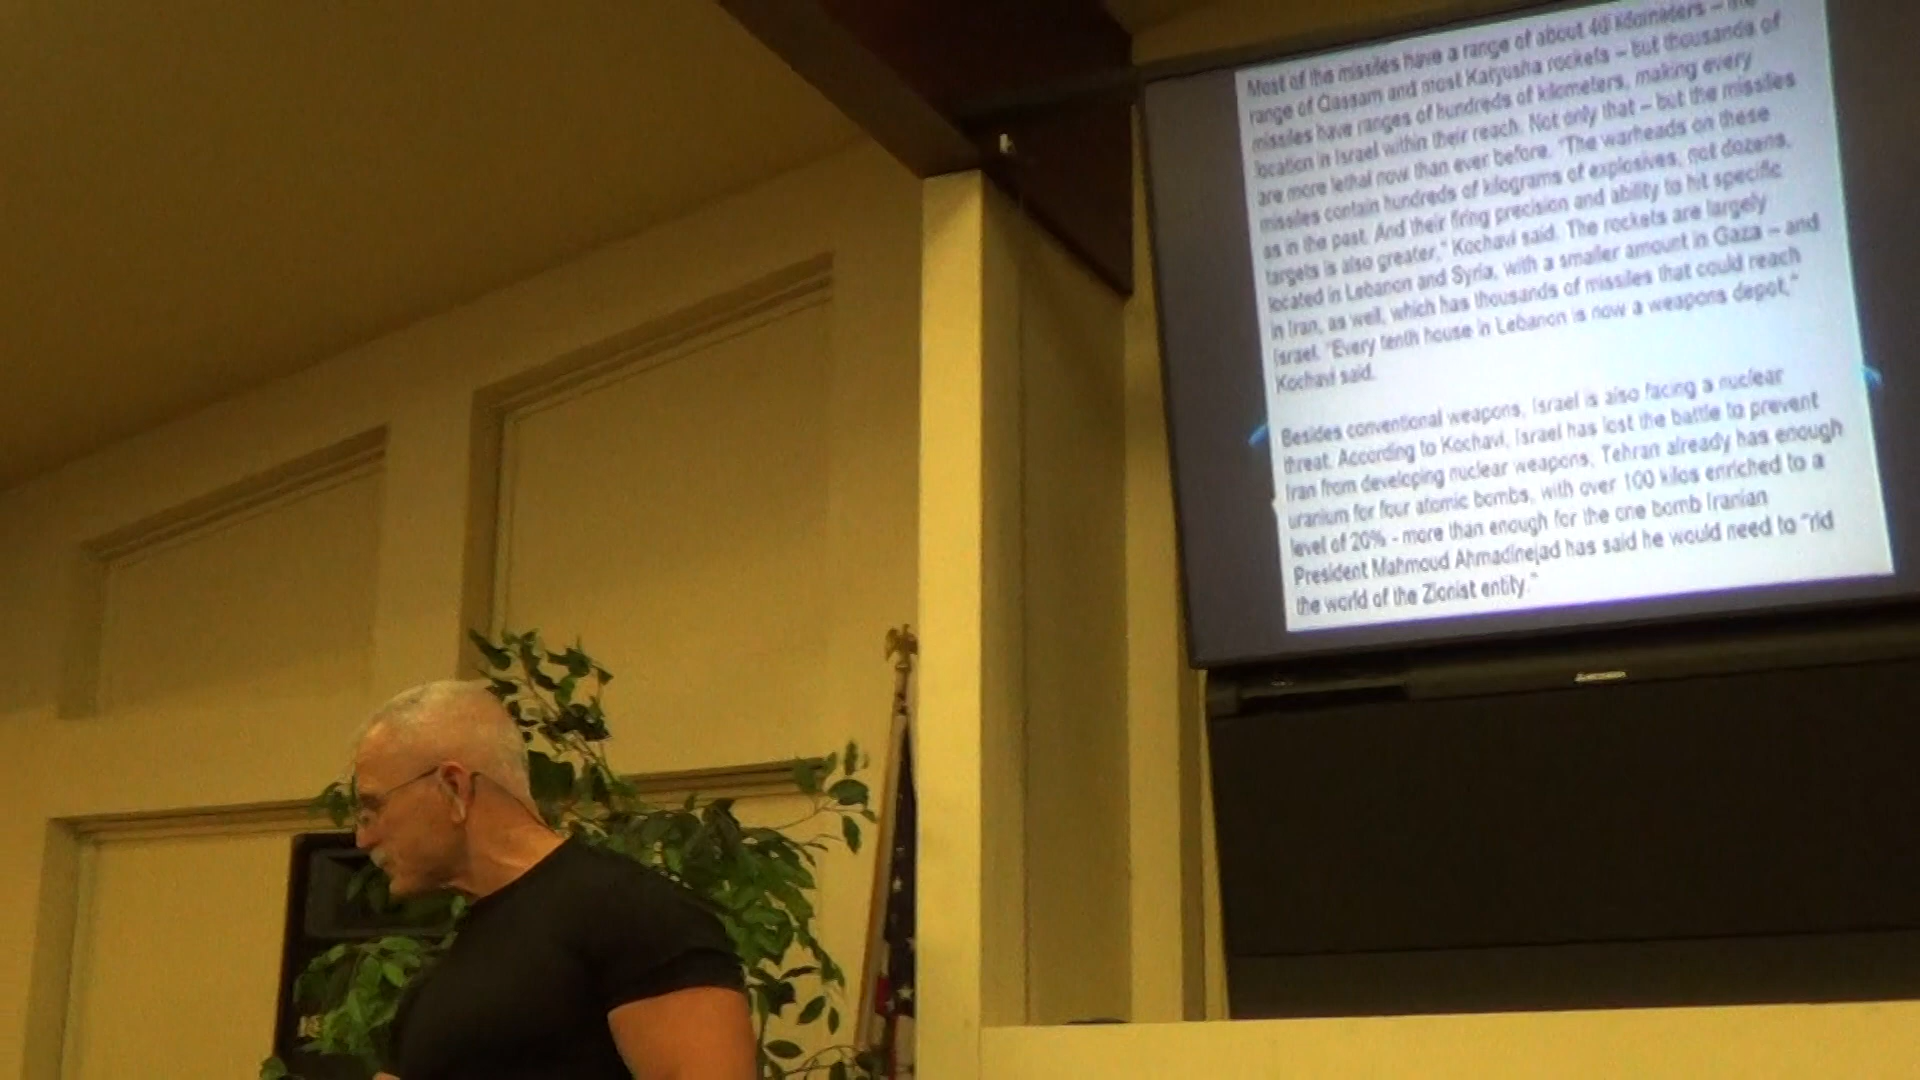 Most of the missiles have a range of about 40 kilometers – the
range of Qassam and most Katyusha rockets – but thousands of
missiles have ranges of hundreds of kilometers, making every
location in Israel within their reach. Not only that – but the missiles
are more lethal now than ever before. "The warheads on these
missiles contain hundreds of kilograms of explosives, not dozens,
as in the past. And their firing precision and ability to hit specific
targets is also greater," Kochavi said. The rockets are largely
located in Lebanon and Syria, with a smaller amount in Gaza – and
in Iran, as well, which has thousands of missiles that could reach
Israel. "Every tenth house in Lebanon is now a weapons depot,"
Kochavi said.
Besides conventional weapons, Israel is also facing a nuclear
threat. According to Kochavi, Israel has lost the battle to prevent
Iran from developing nuclear weapons. Tehran already has enough
uranium for four atomic bombs, with over 100 kilos enriched to a
level of 20% - more than enough for the one bomb Iranian
President Mahmoud Ahmadinejad has said he would need to "rid
the world of the Zionist entity."